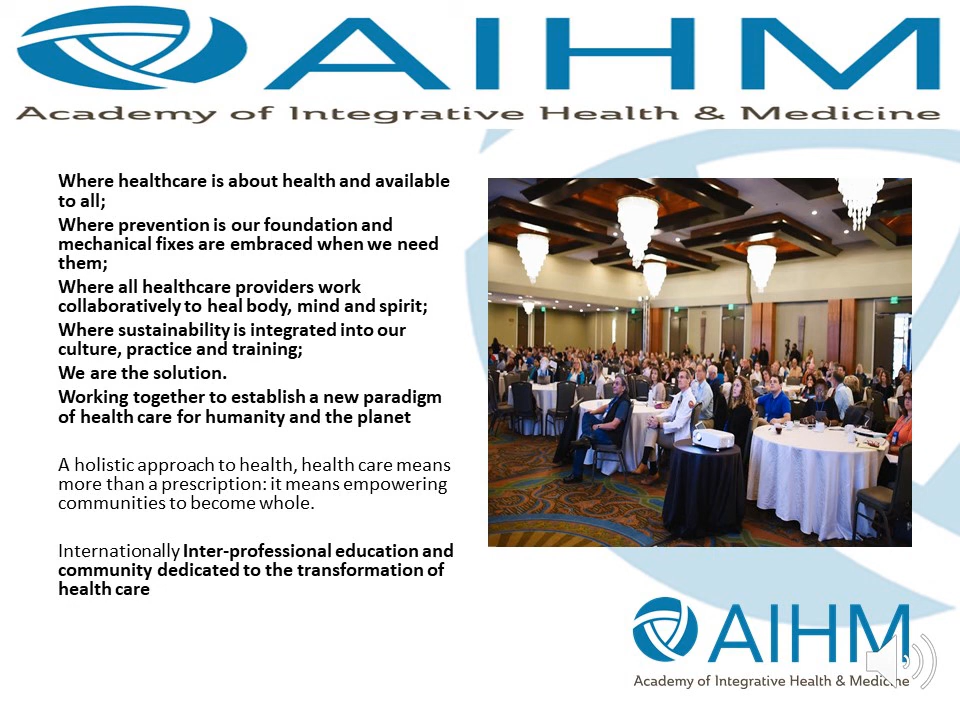 AIHM
Academy of Integrative Health & Medicine
Where healthcare is about health and available
to all;
Where prevention is our foundation and
mechanical fixes are embraced when we need
them;
Where all healthcare providers work
collaboratively to heal body, mind and spirit;
Where sustainability is integrated into our
culture, practice and training;
We are the solution.
Working together to establish a new paradigm
of health care for humanity and the planet
A holistic approach to health, health care means
more than a prescription: it means empowering
communities to become whole.
Internationally Inter-professional education and
community dedicated to the transformation of
health care
AIHM
Academy of Integrative Health & Medicine